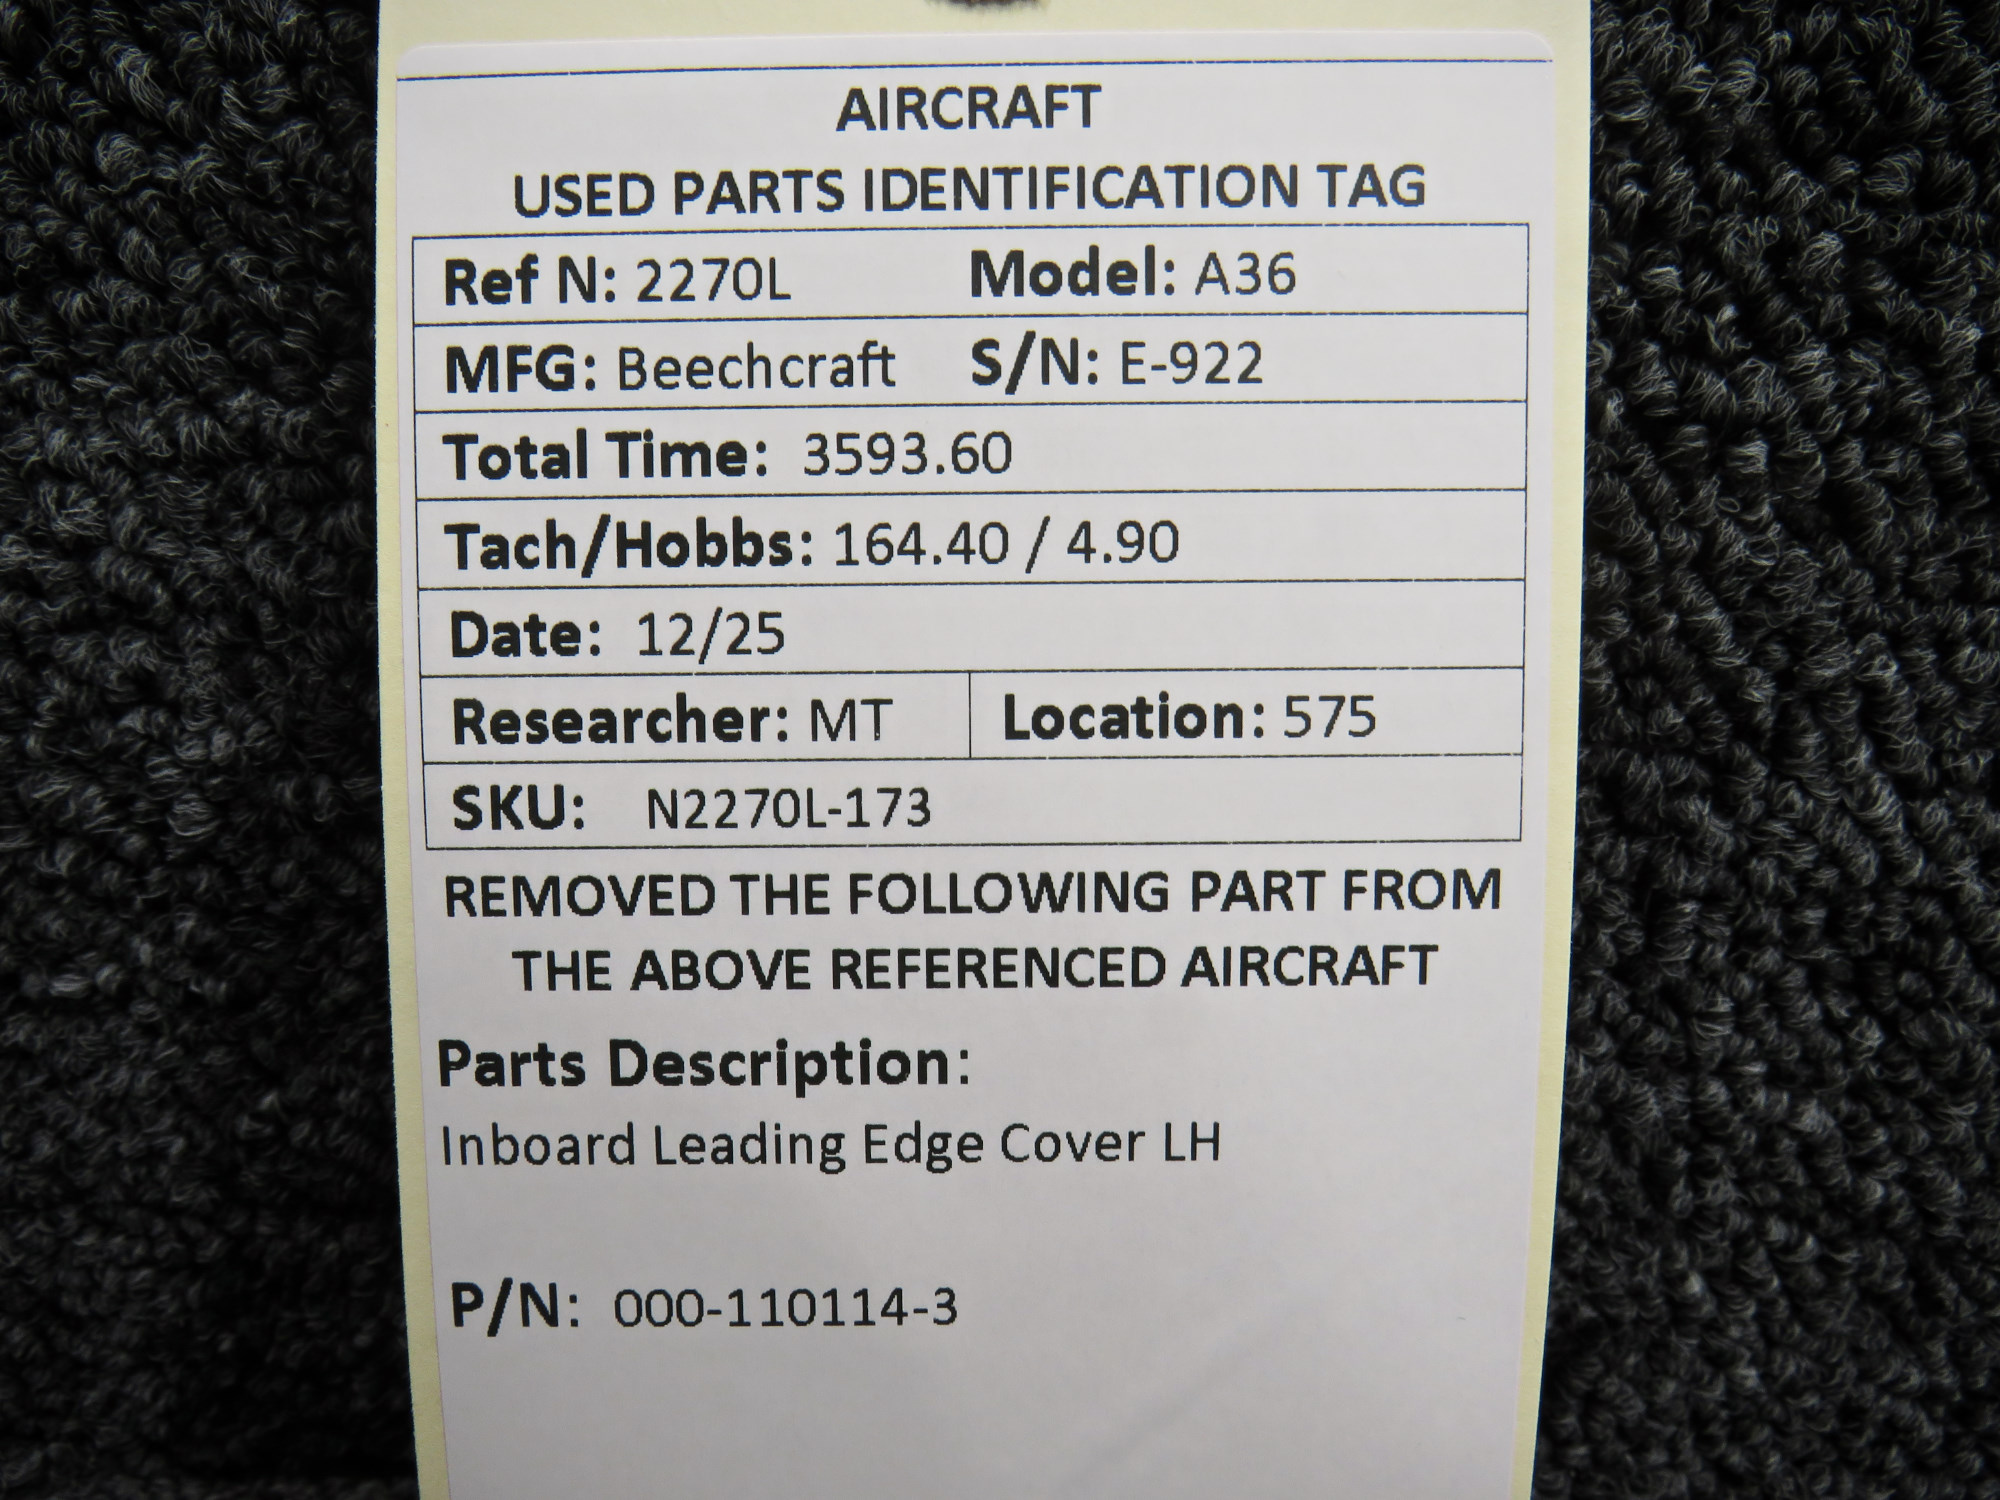 AIRCRAFT
USED PARTS IDENTIFICATION TAG
Ref N: 2270L Model: A36
MFG: Beechcraft S/N: E-922
Total Time: 3593.60
Tach/Hobbs: 164.40 / 4.90
Date: 12/25
Researcher: MT Location: 575
SKU: N2270L-173
REMOVED THE FOLLOWING PART FROM
THE ABOVE REFERENCED AIRCRAFT
Parts Description:
Inboard Leading Edge Cover LH
P/N: 000-110114-3